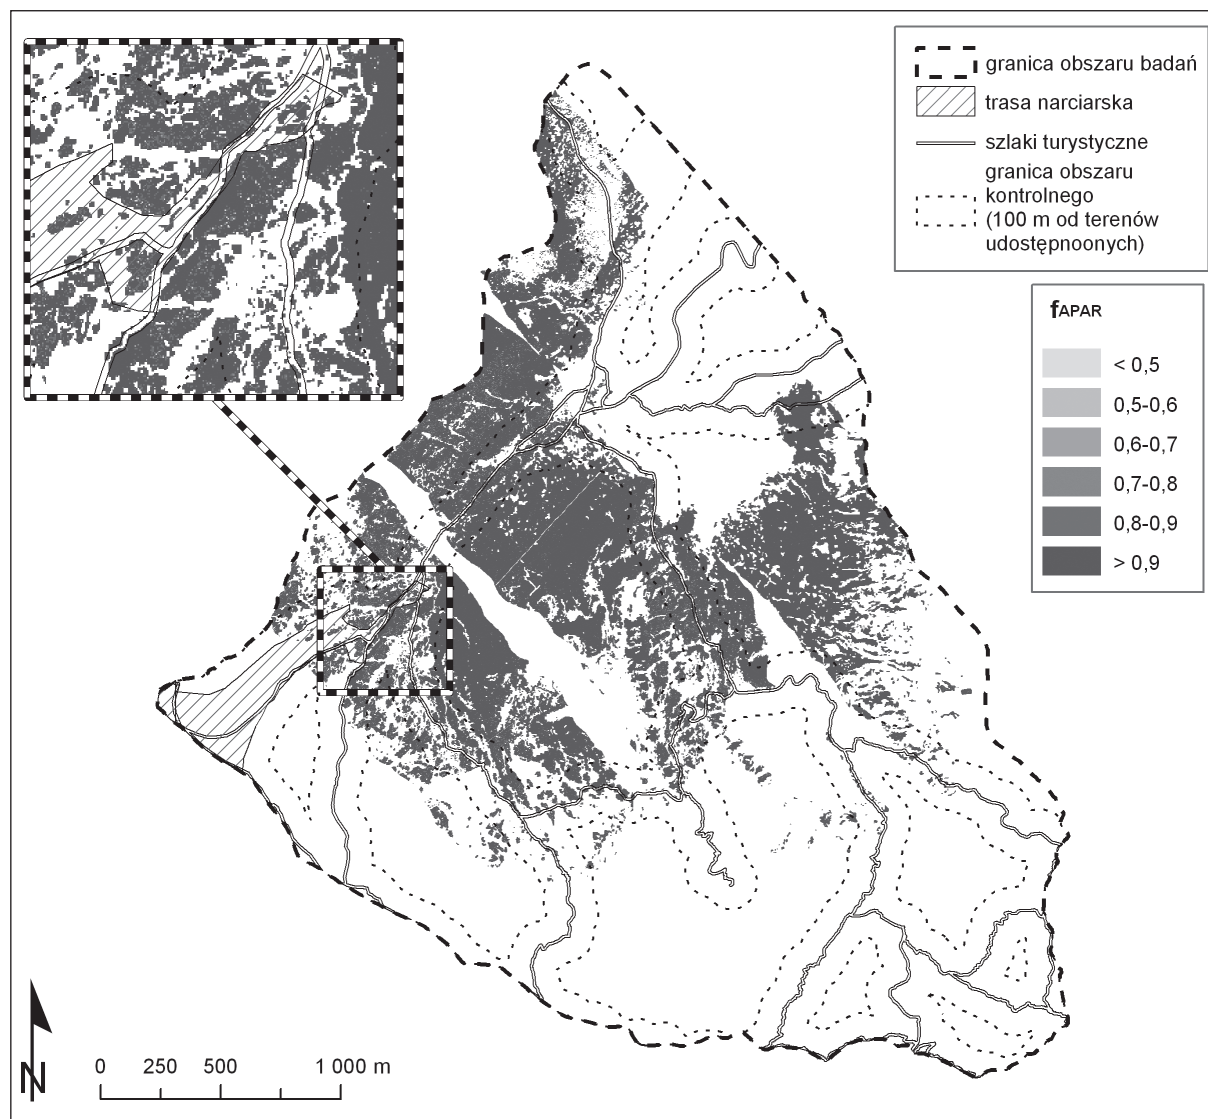 granica obszaru badań
trasa narciarska
szlaki turystyczne
granica obszaru
kontrolnego
(100 m od terenów
udostępnoonych)
fAPAR
< 0,5
0,5-0,6
0,6-0,7
0,7-0,8
0,8-0,9
> 0,9
N
0 250 500 1 000 m